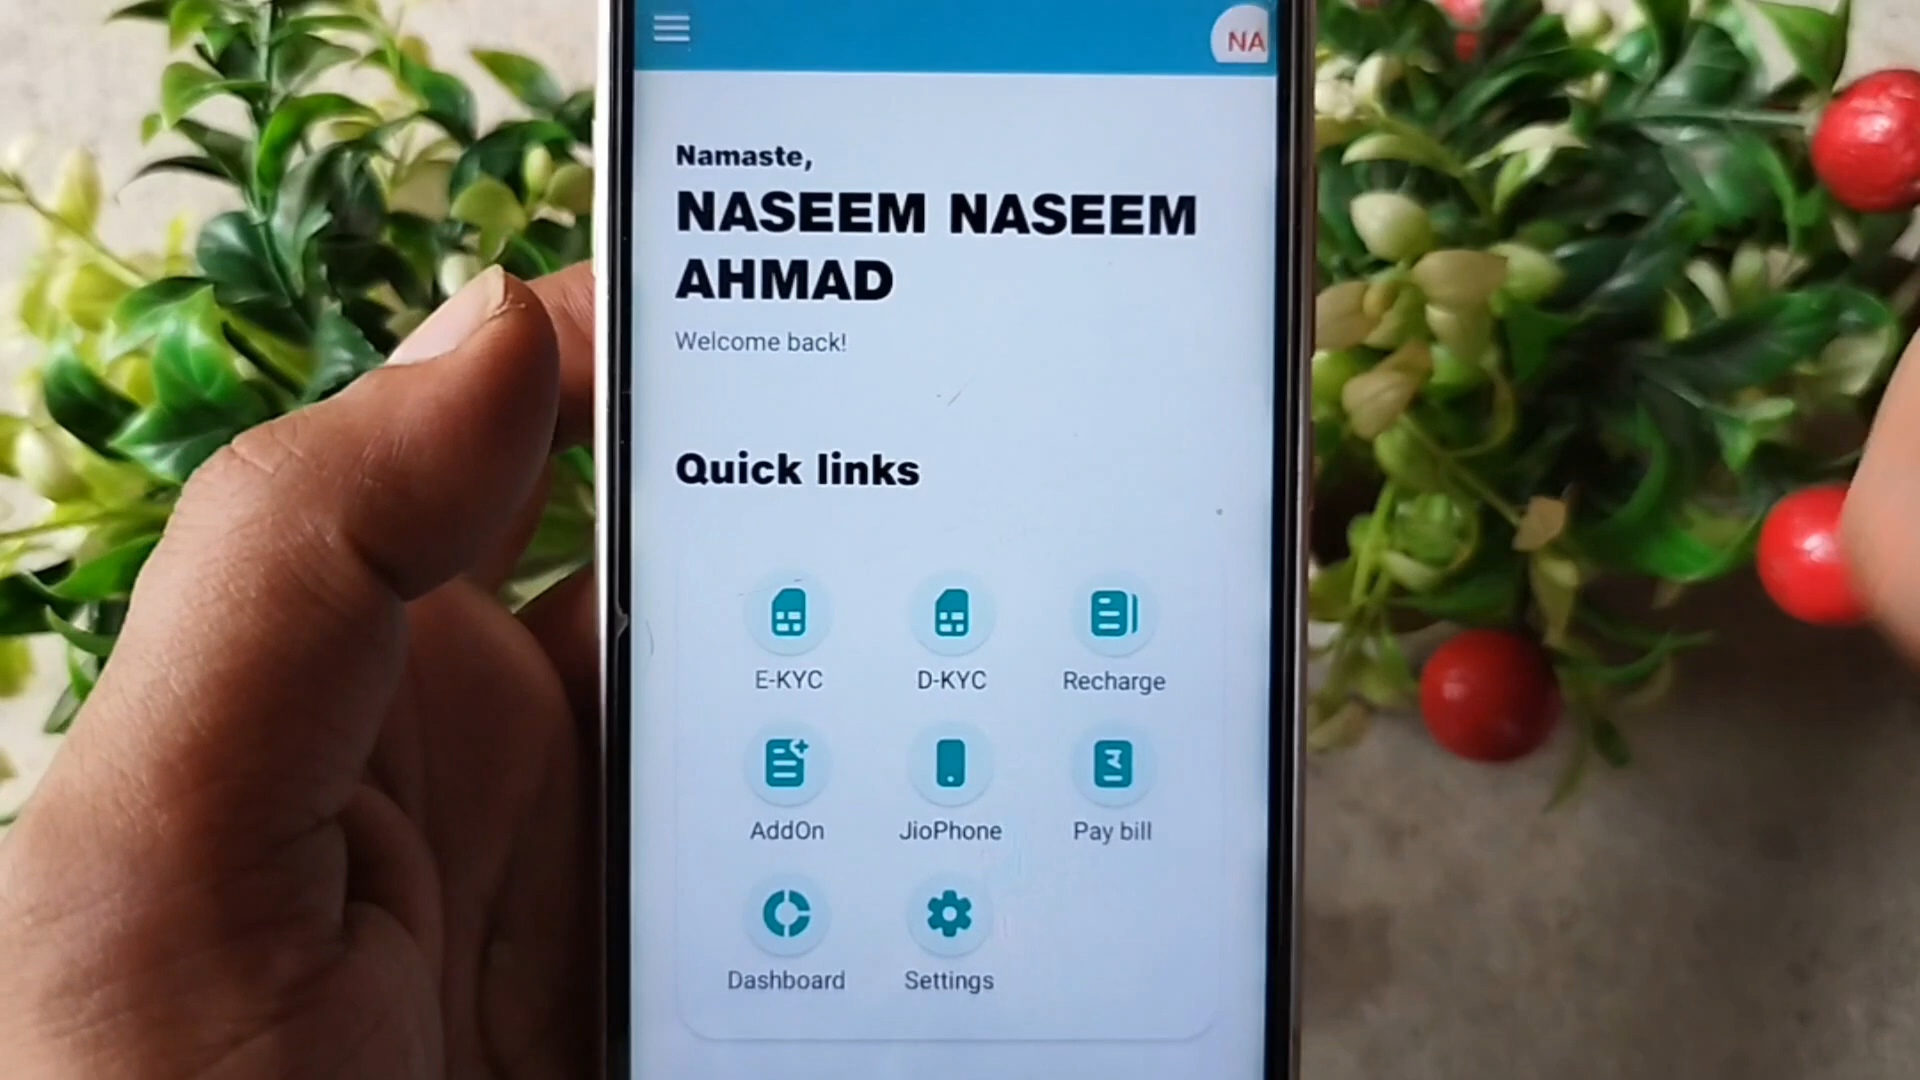 NA
Namaste,
NASEEM NASEEM
AHMAD
Welcome back!
Quick links
E-KYC
D-KYC
Recharge
AddOn
JioPhone
Pay bill
Dashboard
Settings